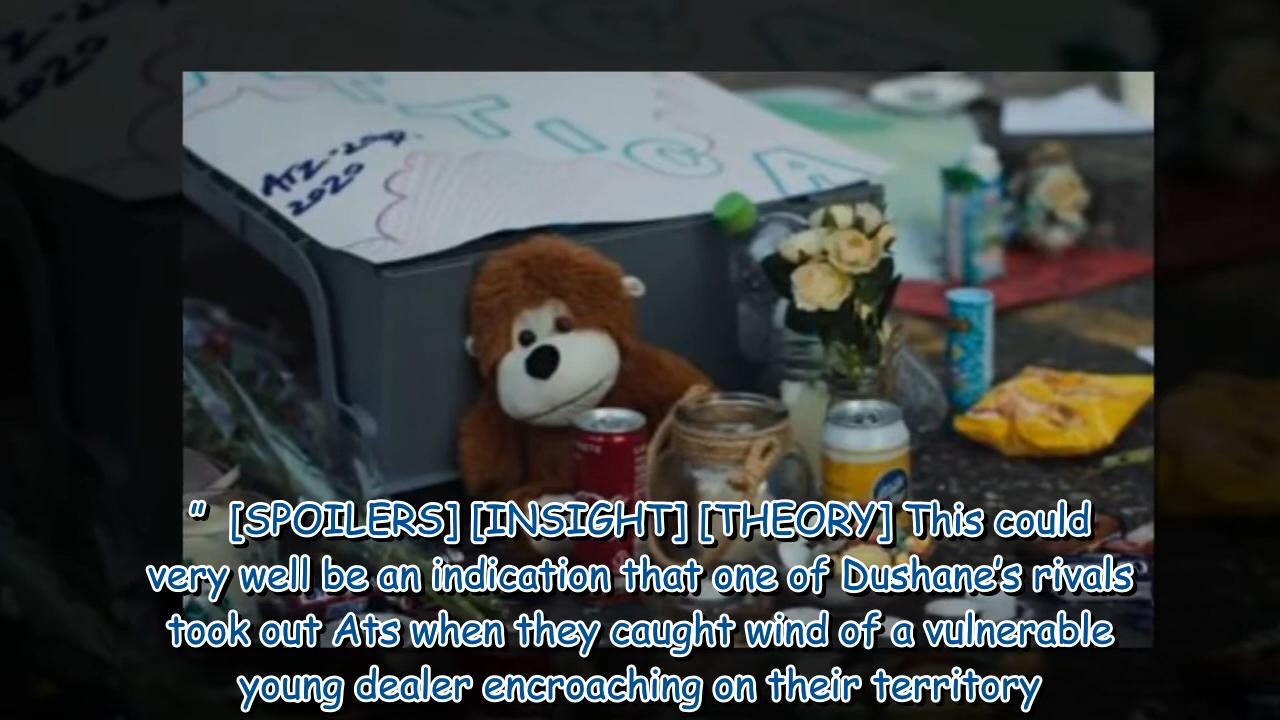 TICA
ATZ
2020
” [SPOILERS] [INSIGHT] [THEORY] This could
very well be an indication that one of Dushane’s rivals
took out Ats when they caught wind of a vulnerable
young dealer encroaching on their territory